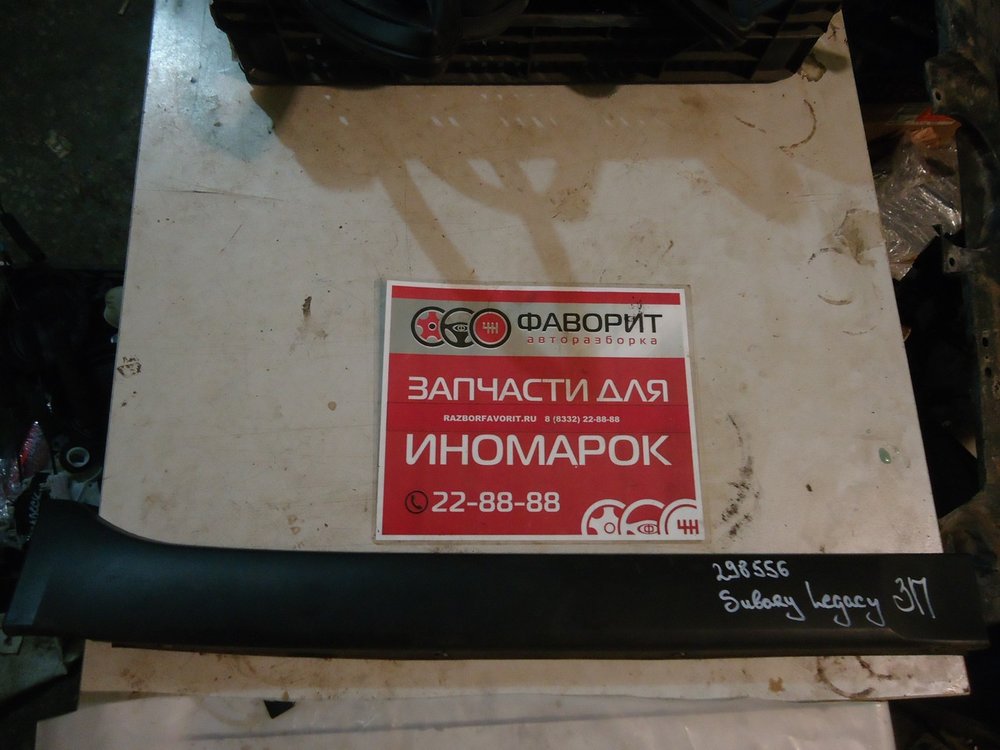 ФАВОРИТ
авторазборка
ЗАПЧАСТИ ДЛЯ
RAZBORFAVORIT.RU 8 (8332) 22-88-88
ИНОМАРОК
22-88-88
298556
Subaru Legacy ЗП